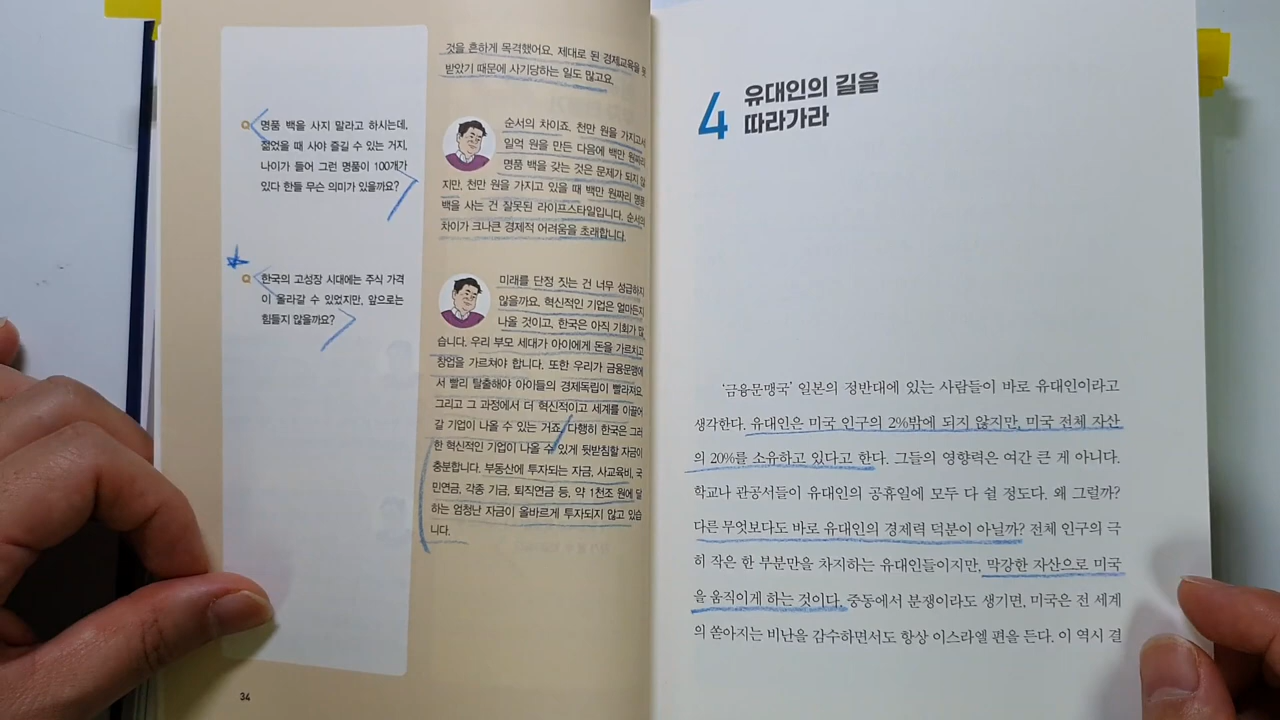 것을 흔하게 목격했어요. 제대로 된 경제교육을 못
받았기 때문에 사기당하는 일도 많고요.
Q 명품 백을 사지 말라고 하시는데,
젊었을 때 사야 즐길 수 있는 거지,
나이가 들어 그런 명품이 100개가
있다 한들 무슨 의미가 있을까요?
순서의 차이죠. 천만 원을 가지고서
일억 원을 만든 다음에 백만 원짜리
명품 백을 갖는 것은 문제가 되지 않
지만, 천만 원을 가지고 있을 때 백만 원짜리 명품
백을 사는 건 잘못된 라이프스타일입니다. 순서의
차이가 크나큰 경제적 어려움을 초래합니다.
Q 한국의 고성장 시대에는 주식 가격
이 올라갈 수 있었지만, 앞으로는
힘들지 않을까요?
미래를 단정 짓는 건 너무 성급하지
않을까요. 혁신적인 기업은 얼마든지
나올 것이고, 한국은 아직 기회가 많
습니다. 우리 부모 세대가 아이에게 돈을 가르치고
창업을 가르쳐야 합니다. 또한 우리가 금융문맹에
서 빨리 탈출해야 아이들의 경제독립이 빨라져요.
그리고 그 과정에서 더 혁신적이고 세계를 이끌어
갈 기업이 나올 수 있는 거죠. 다행히 한국은 그러
한 혁신적인 기업이 나올 수 있게 뒷받침할 자금이
충분합니다. 부동산에 투자되는 자금, 사교육비, 국
민연금, 각종 기금, 퇴직연금 등, 약 1천조 원에 달
하는 엄청난 자금이 올바르게 투자되지 않고 있습
니다.
34
4 유대인의 길을
따라가라
‘금융문맹국’ 일본의 정반대에 있는 사람들이 바로 유대인이라고
생각한다. 유대인은 미국 인구의 2%밖에 되지 않지만, 미국 전체 자산
의 20%를 소유하고 있다고 한다. 그들의 영향력은 여간 큰 게 아니다.
학교나 관공서들이 유대인의 공휴일에 모두 다 쉴 정도다. 왜 그럴까?
다른 무엇보다도 바로 유대인의 경제력 덕분이 아닐까? 전체 인구의 극
히 작은 한 부분만을 차지하는 유대인들이지만, 막강한 자산으로 미국
을 움직이게 하는 것이다. 중동에서 분쟁이라도 생기면, 미국은 전 세계
의 쏟아지는 비난을 감수하면서도 항상 이스라엘 편을 든다. 이 역시 결